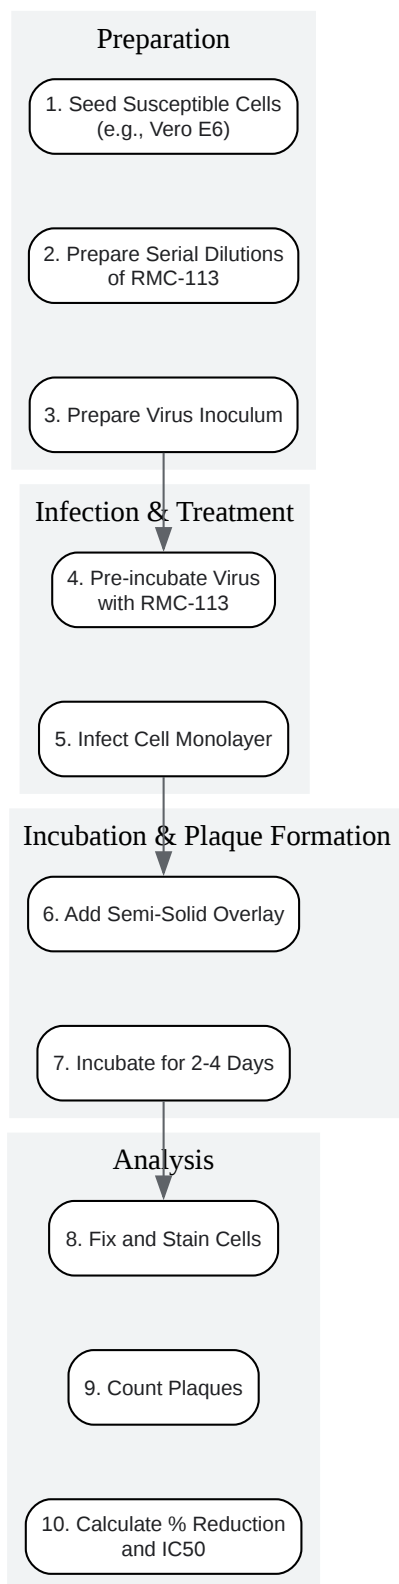 Preparation
1. Seed Susceptible Cells
(e.g., Vero E6)
2. Prepare Serial Dilutions
of RMC-113
3. Prepare Virus Inoculum
Infection & Treatment
4. Pre-incubate Virus
with RMC-113
5. Infect Cell Monolayer
Incubation & Plaque Formation
6. Add Semi-Solid Overlay
7. Incubate for 2-4 Days
Analysis
8. Fix and Stain Cells
9. Count Plaques
10. Calculate % Reduction
and IC50